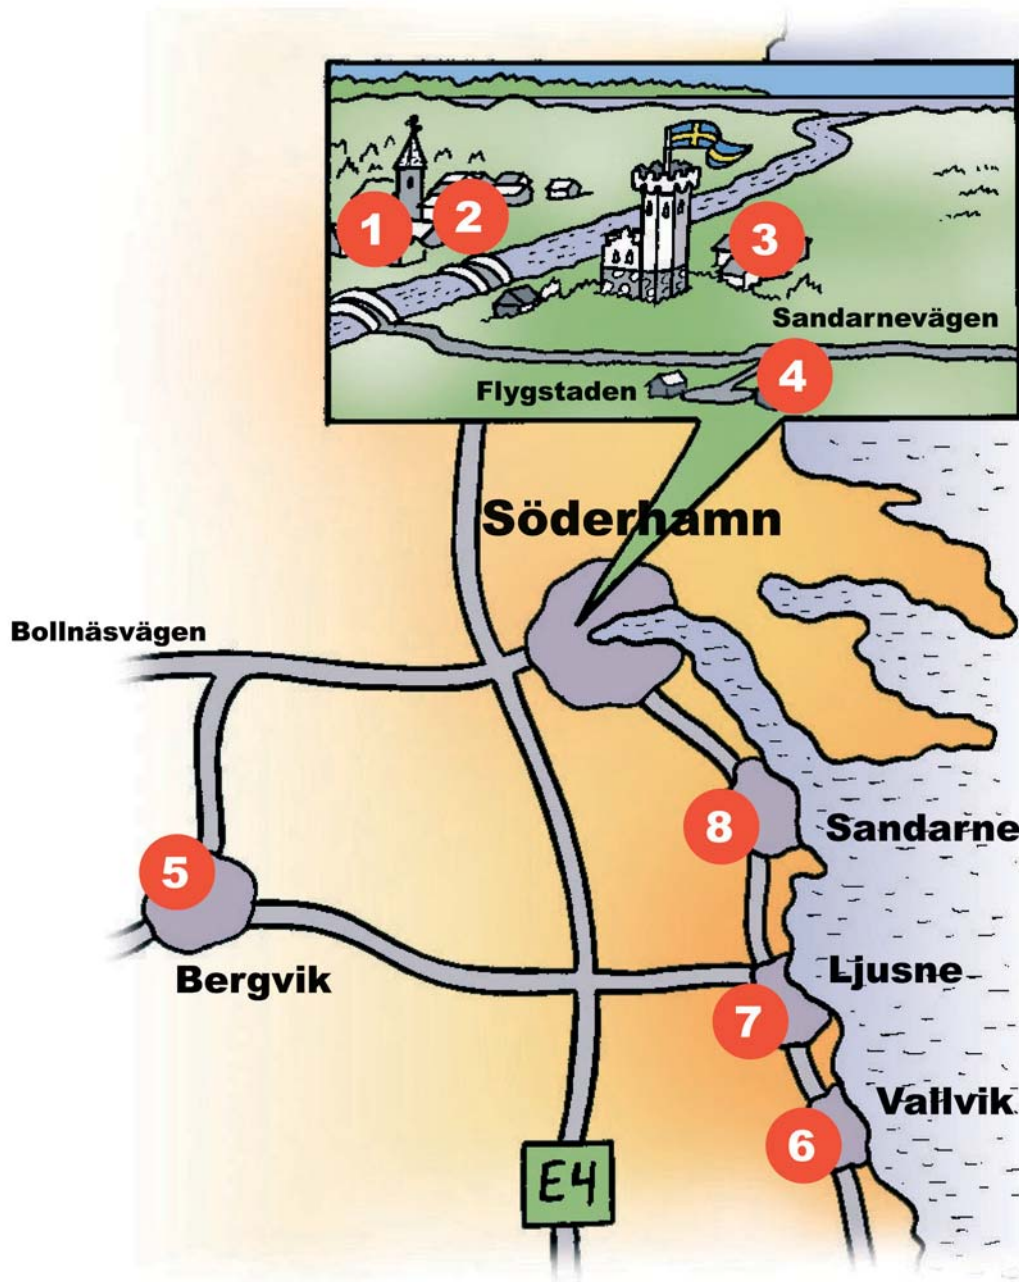 1
2
3
Sandarnevägen
4
Flygstaden
Söderhamn
Bollnäsvägen
8
Sandarne
5
Bergvik
Ljusne
7
Vallvik
6
E4